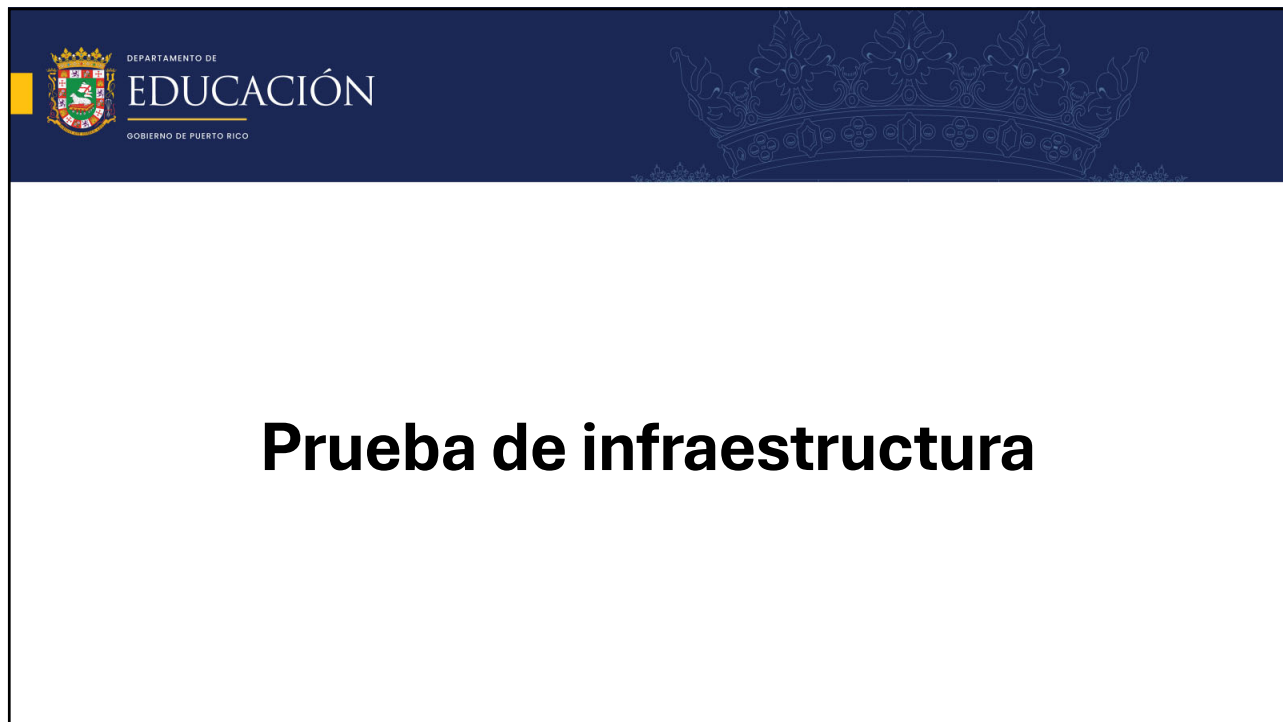 DEPARTAMENTO DE
EDUCACIÓN
GOBIERNO DE PUERTO RICO
Prueba de infraestructura